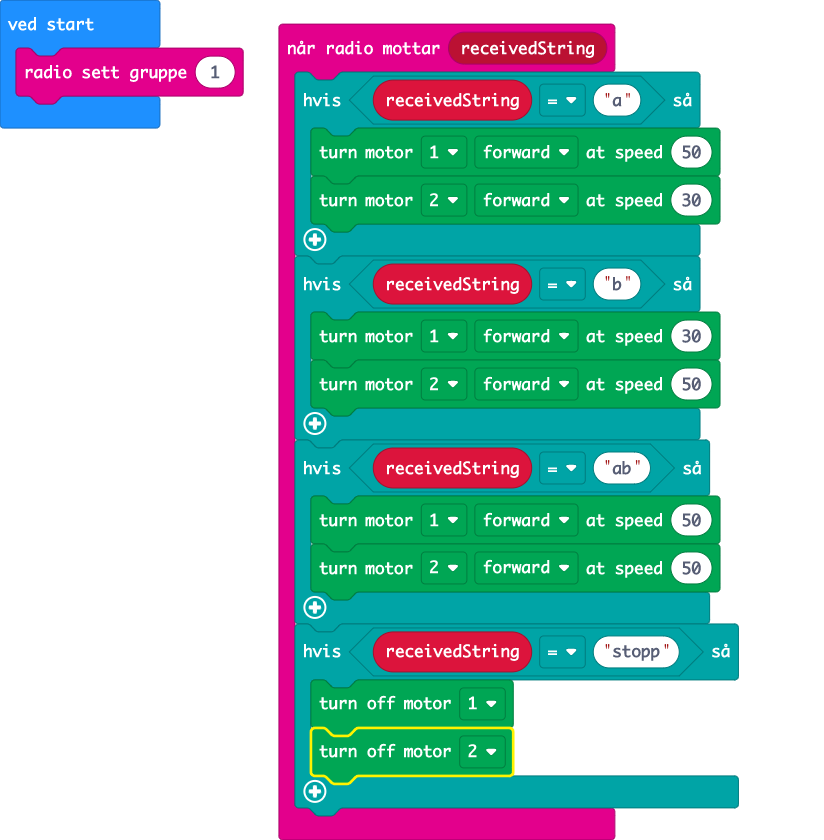 ved start
radio sett gruppe 1
når radio mottar receivedString
hvis receivedString = "a" så
turn motor 1 forward at speed 50
turn motor 2 forward at speed 30
hvis receivedString = "b" så
turn motor 1 forward at speed 30
turn motor 2 forward at speed 50
hvis receivedString = "ab" så
turn motor 1 forward at speed 50
turn motor 2 forward at speed 50
hvis receivedString = "stopp" så
turn off motor 1
turn off motor 2